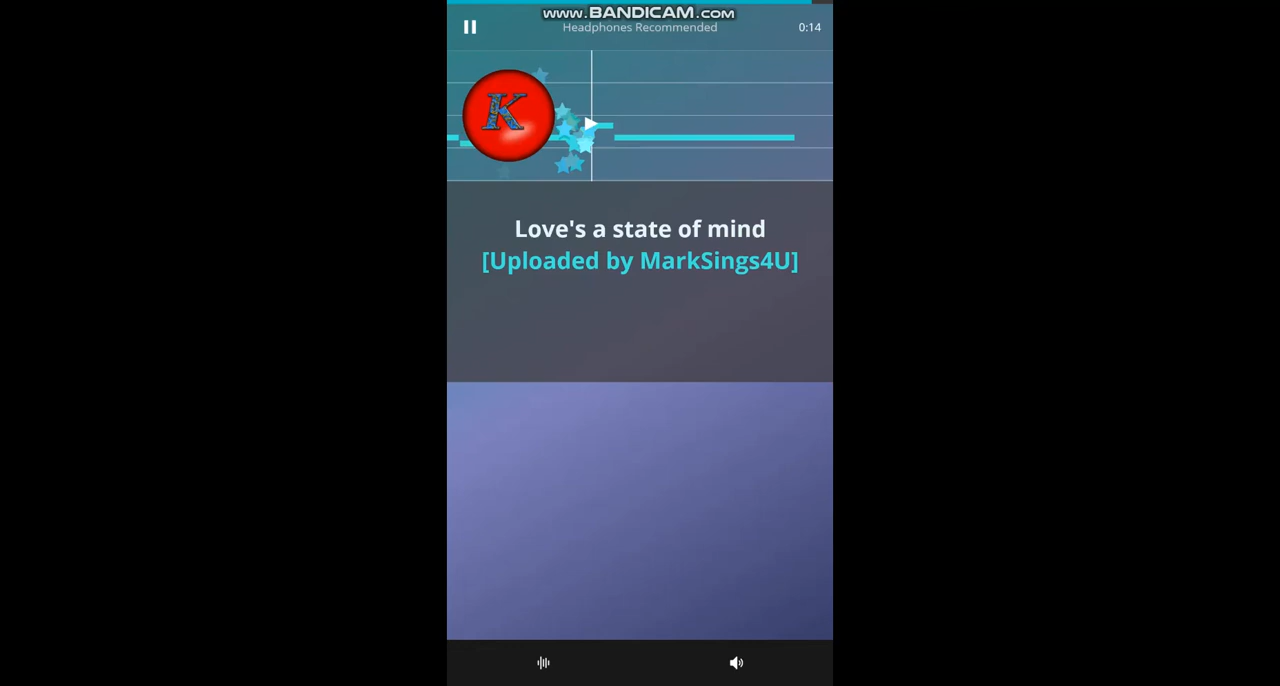 www.BANDICAM.com
Headphones Recommended
0:14
K
Love's a state of mind
[Uploaded by MarkSings4U]